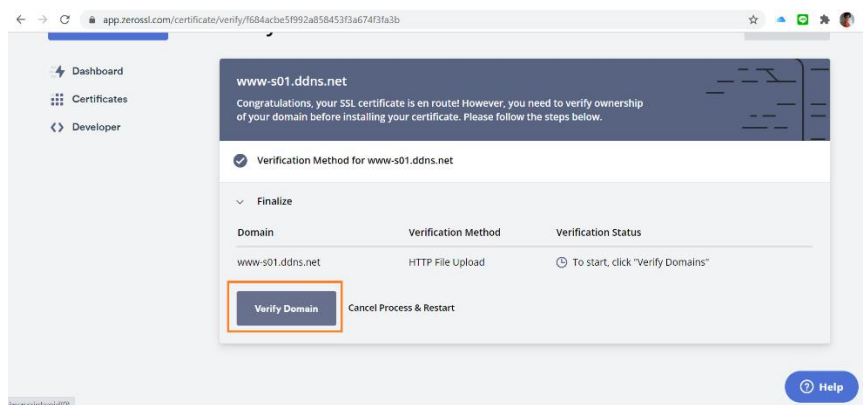 app.zerossl.com/certificate/verify/f684acbe5f992a858453f3a674f3fa3b
Dashboard
Certificates
Developer
www-s01.ddns.net
Congratulations, your SSL certificate is en route! However, you need to verify ownership
of your domain before installing your certificate. Please follow the steps below.
Verification Method for www-s01.ddns.net
Finalize
Domain Verification Method Verification Status
www-s01.ddns.net HTTP File Upload To start, click "Verify Domains"
Verify Domain Cancel Process & Restart
Help